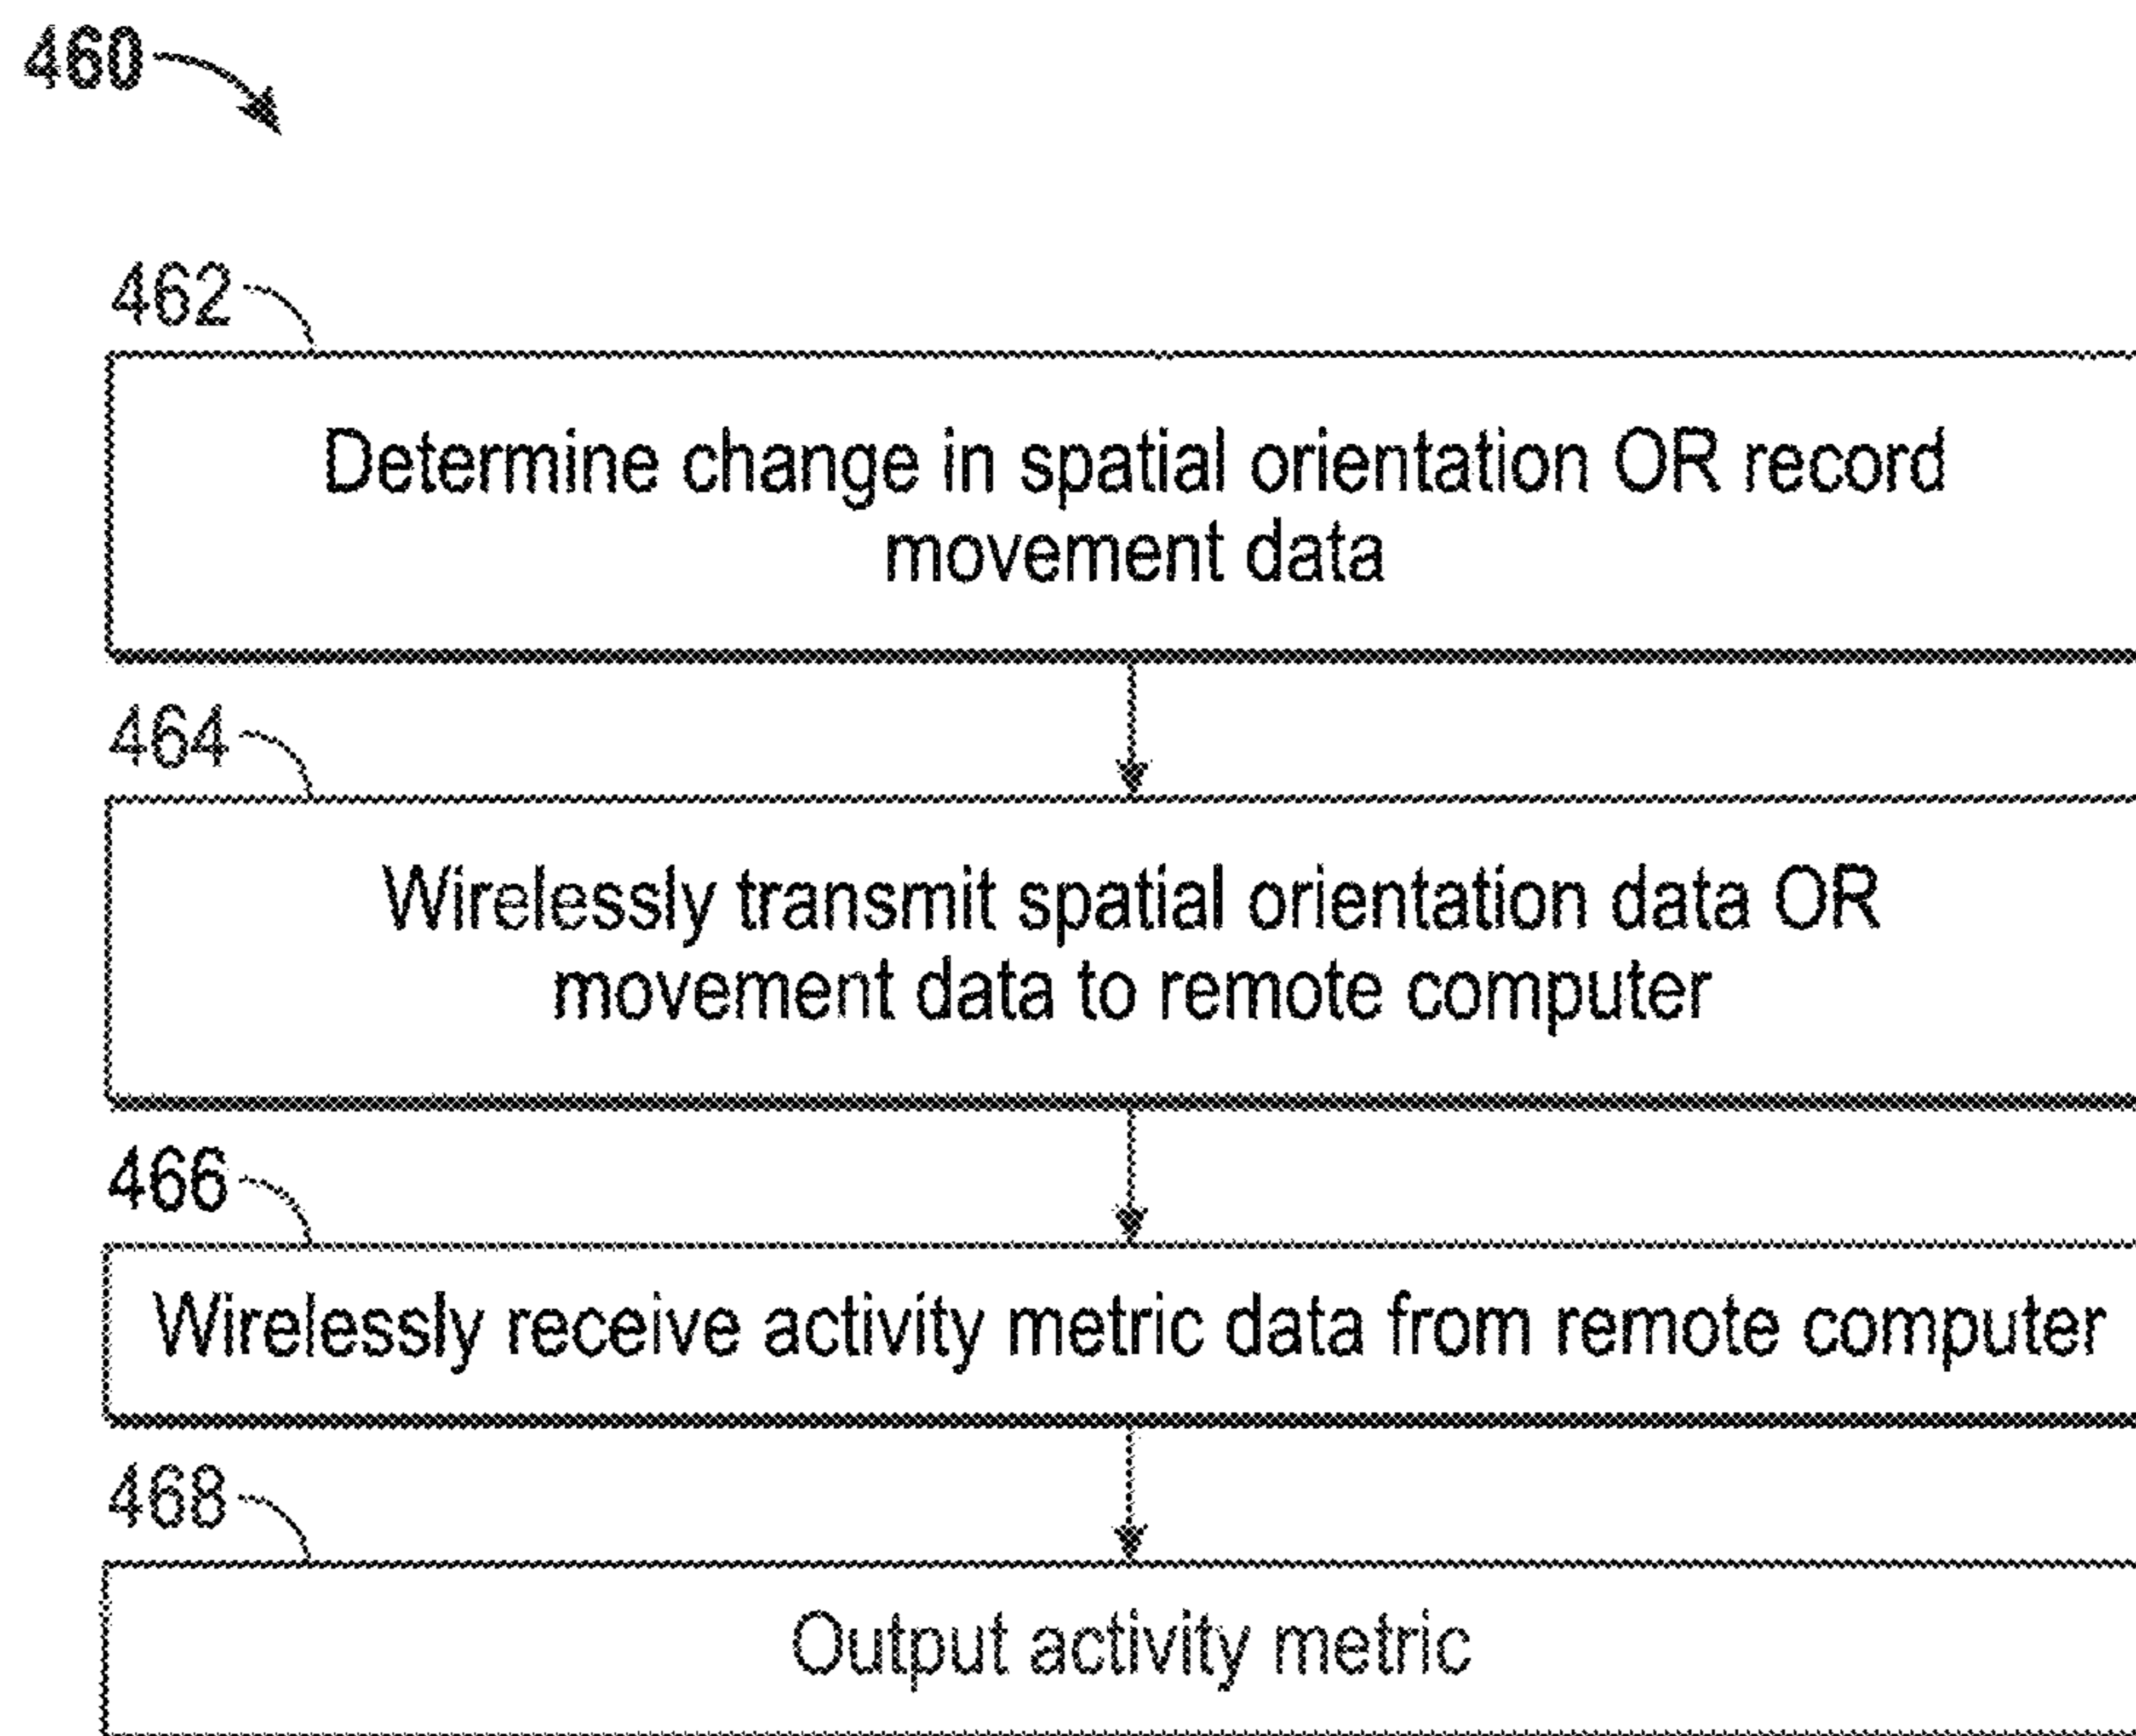 460
462
Determine change in spatial orientation OR record
movement data
464
Wirelessly transmit spatial orientation data OR
movement data to remote computer
466
Wirelessly receive activity metric data from remote computer
468
Output activity metric